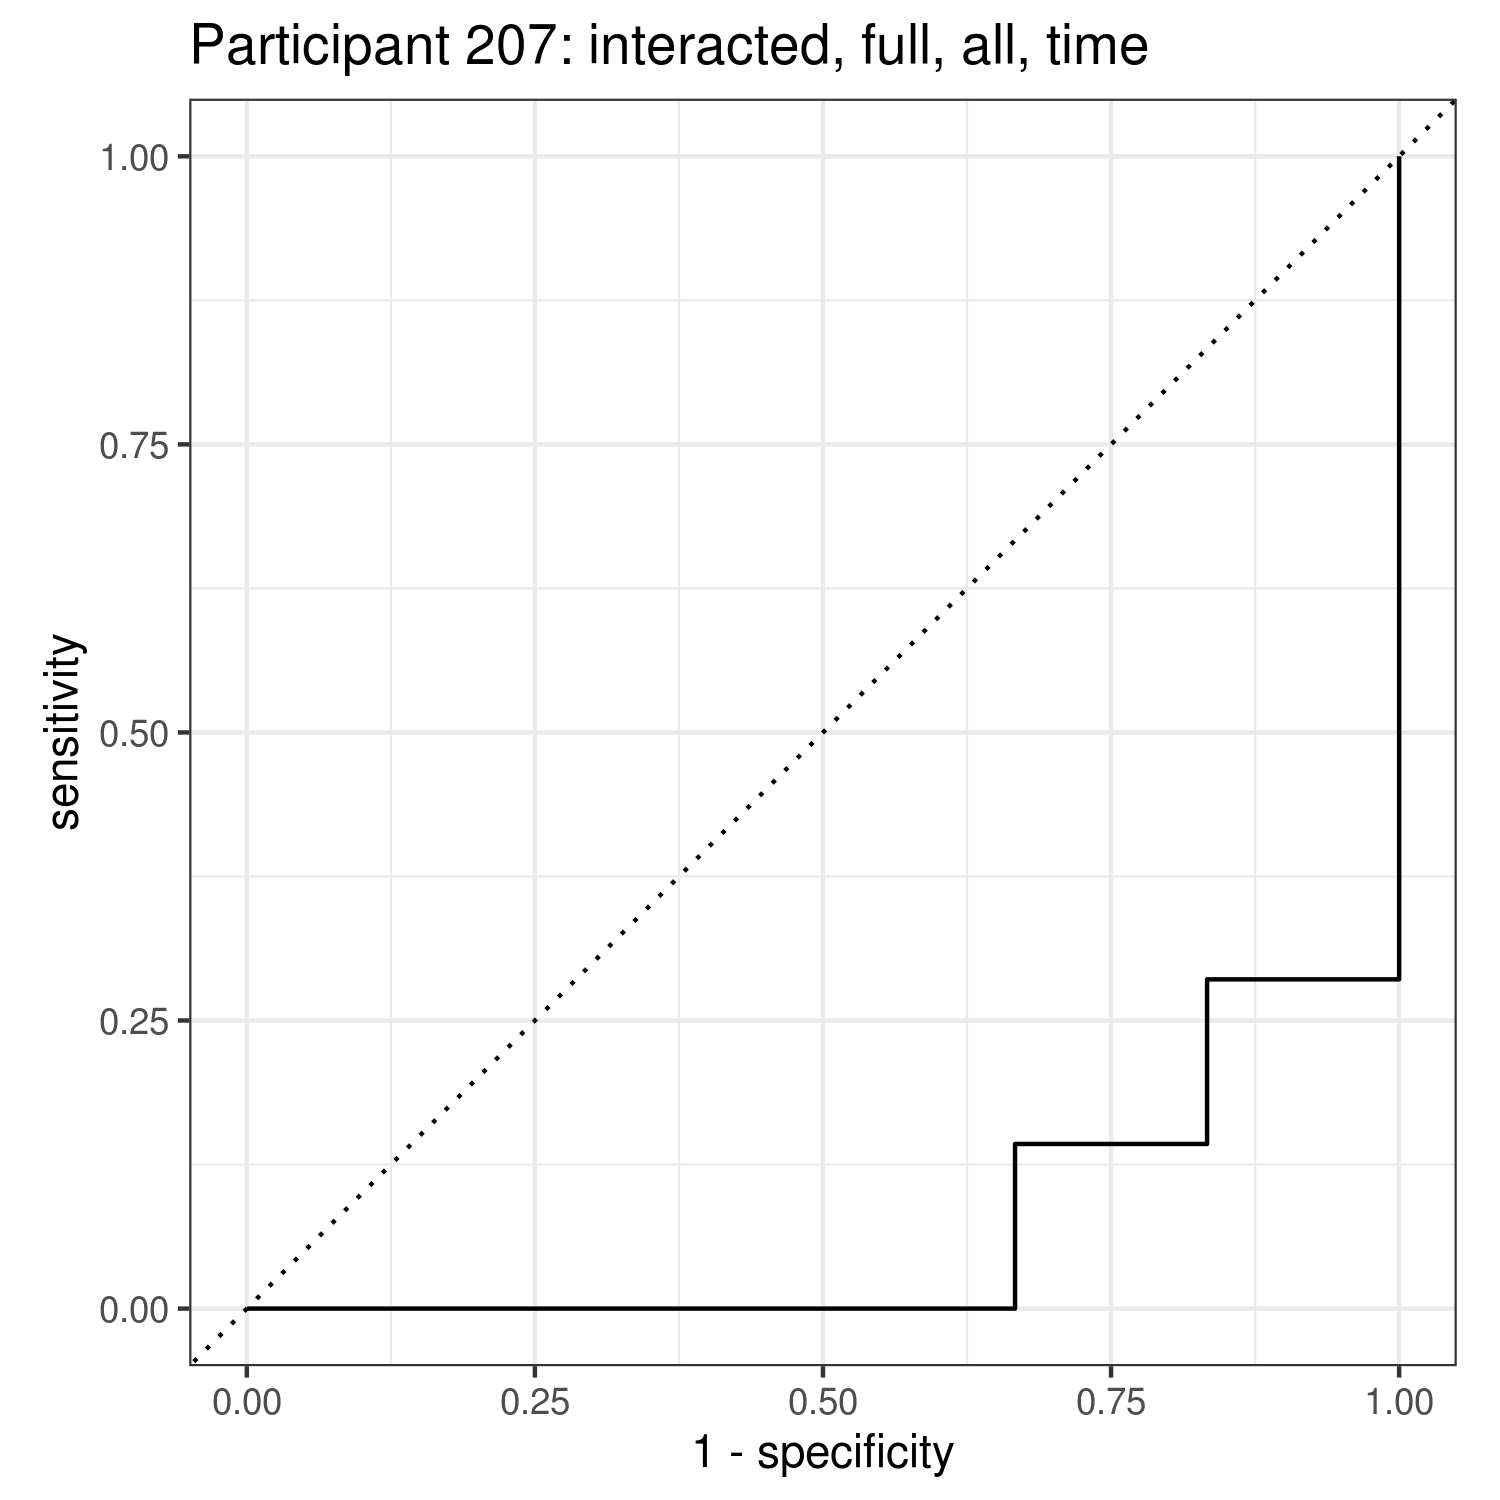 Participant 207: interacted, full, all, time
1.00
0.75
0.50
0.25
0.00
sensitivity
0.00 0.25 0.50 0.75 1.00
1 - specificity